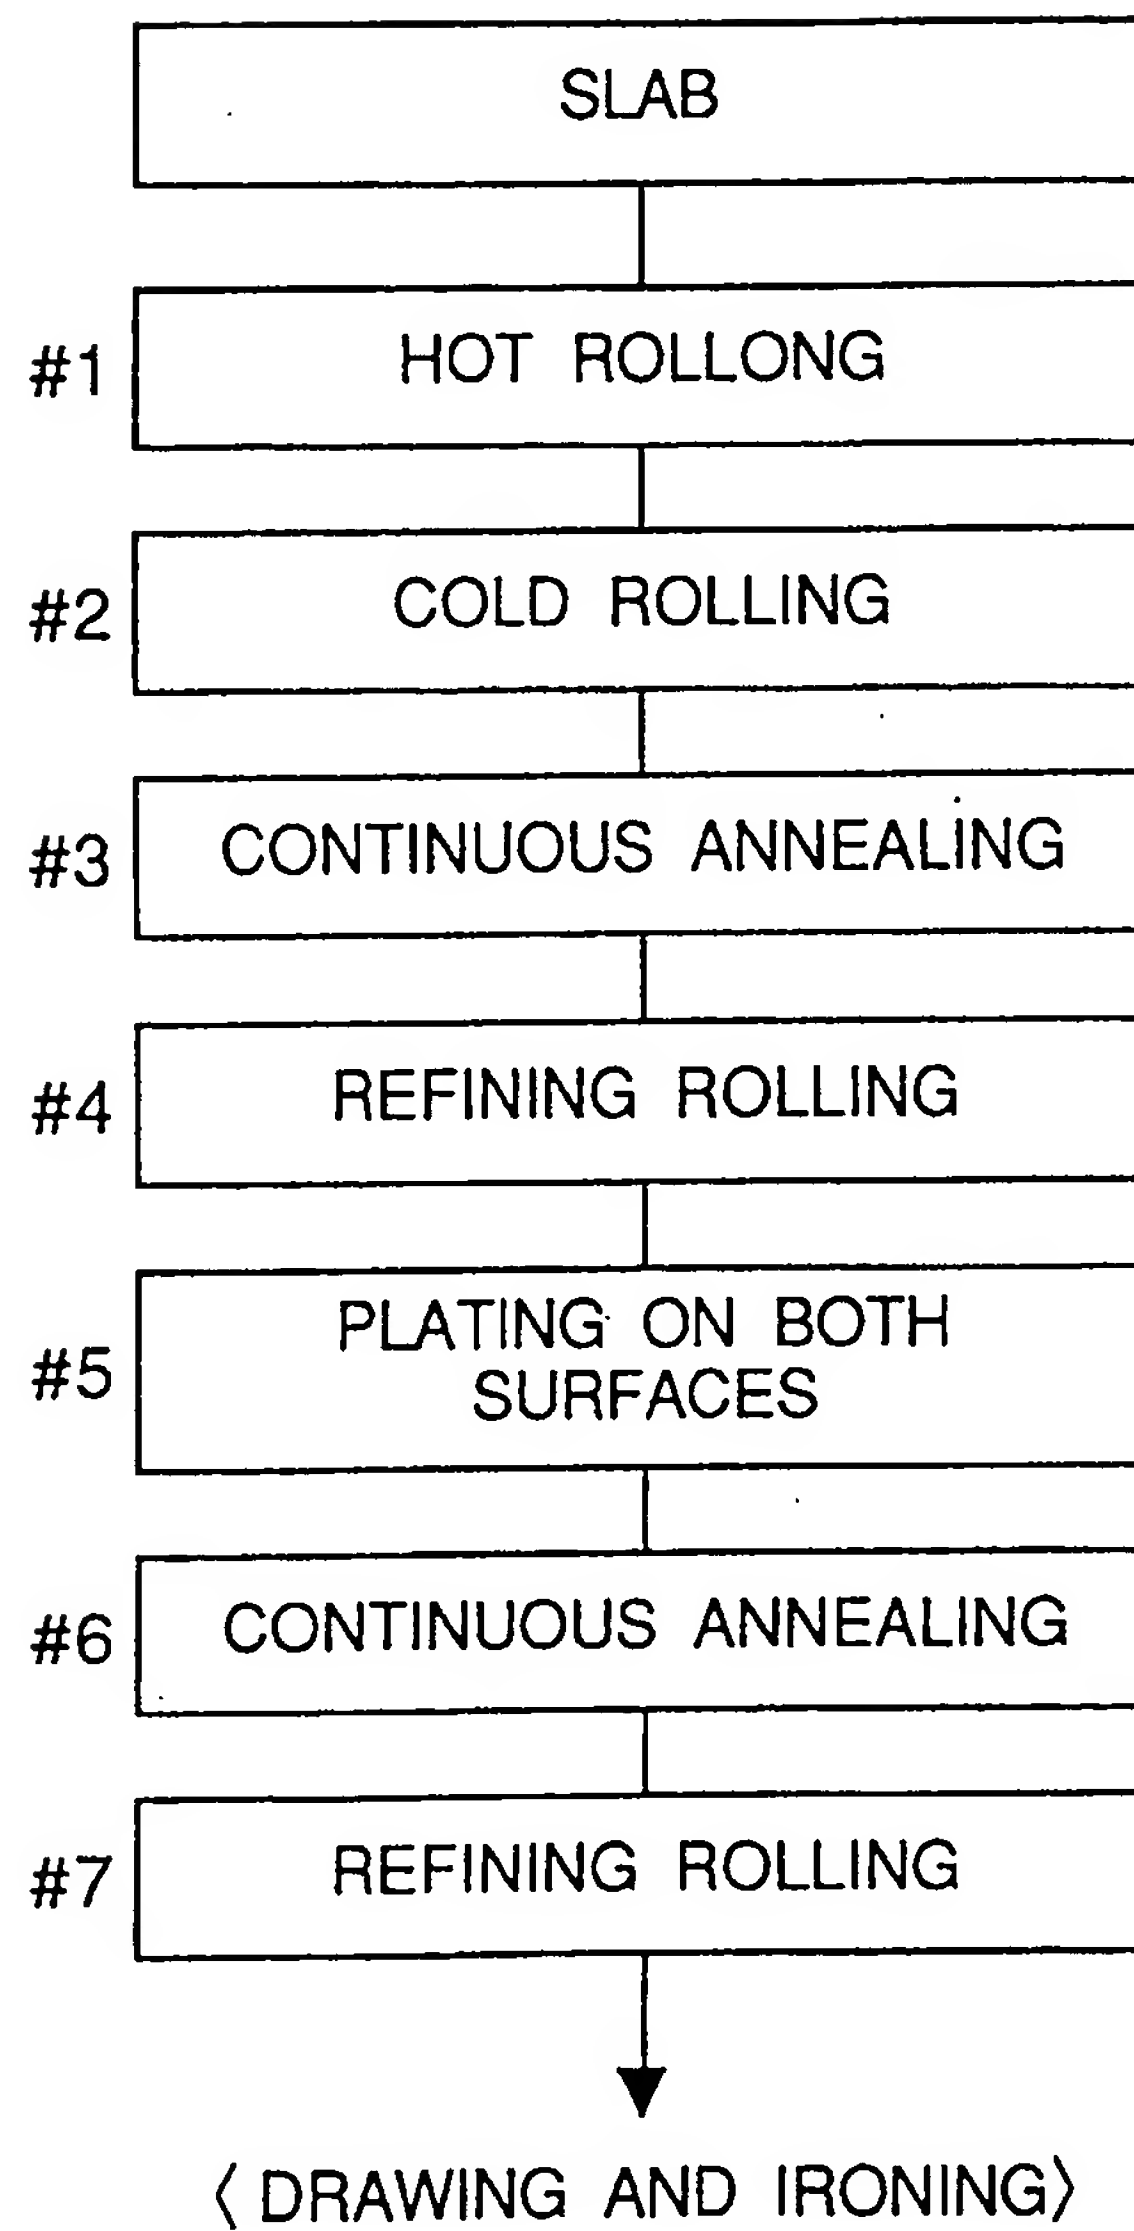 SLAB
#1 HOT ROLLONG
#2 COLD ROLLING
#3 CONTINUOUS ANNEALING
#4 REFINING ROLLING
#5 PLATING ON BOTH
SURFACES
#6 CONTINUOUS ANNEALING
#7 REFINING ROLLING
〈 DRAWING AND IRONING〉